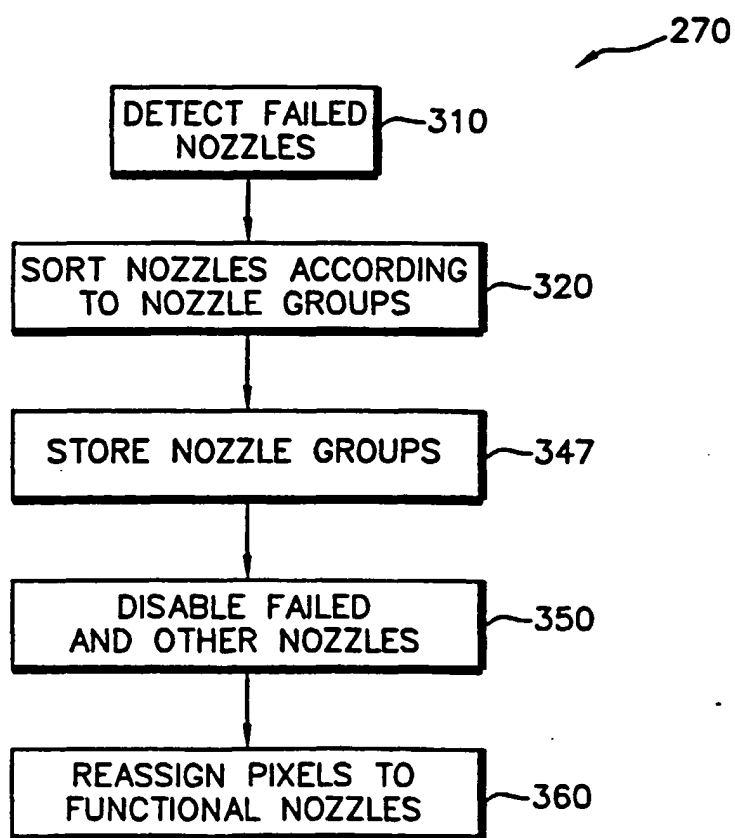 270
DETECT FAILED
NOZZLES
310
SORT NOZZLES ACCORDING
TO NOZZLE GROUPS
320
STORE NOZZLE GROUPS
347
DISABLE FAILED
AND OTHER NOZZLES
350
REASSIGN PIXELS TO
FUNCTIONAL NOZZLES
360